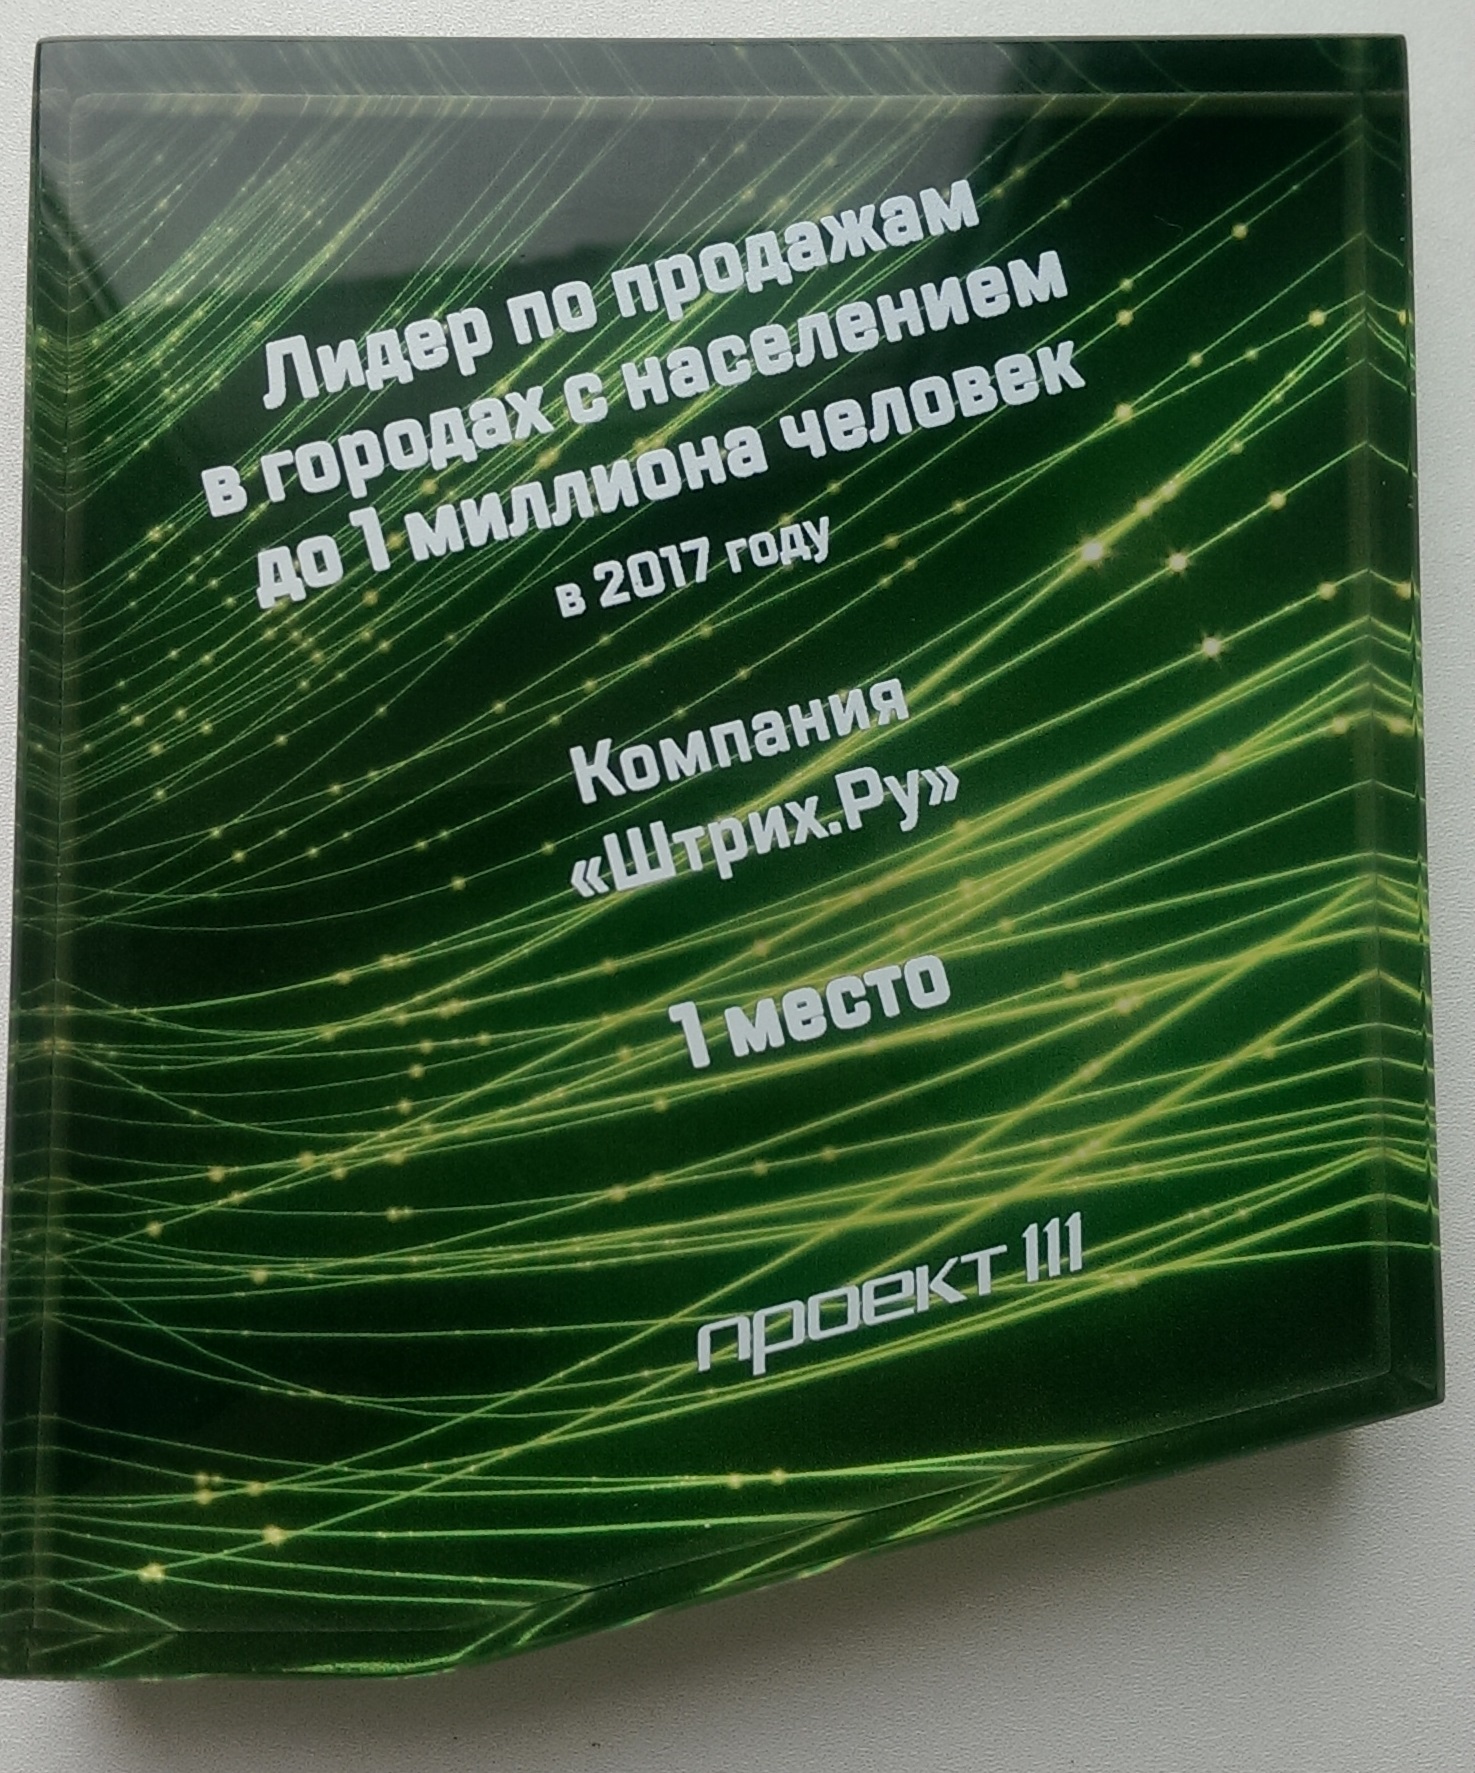 Лидер по продажам
в городах с населением
до 1 миллиона человек
в 2017 году
Компания
«Штрих.Ру»
1 место
проект 111